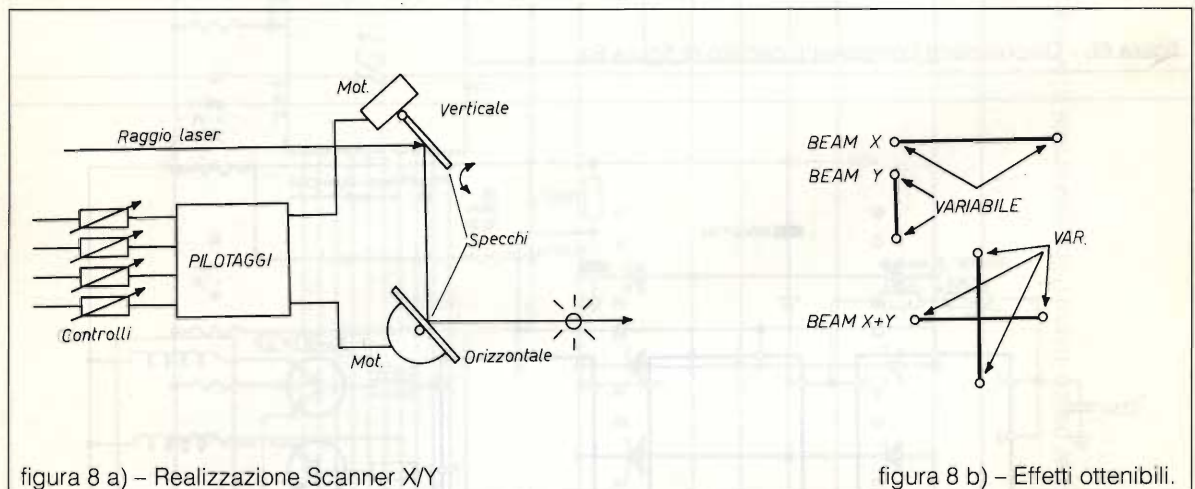 Mot.
Verticale
Raggio laser
Specchi
PILOTAGGI
Controlli
Mot.
Orizzontale
figura 8 a) – Realizzazione Scanner X/Y
BEAM X
BEAM Y
VARIABILE
VAR.
BEAM X+Y
figura 8 b) – Effetti ottenibili.